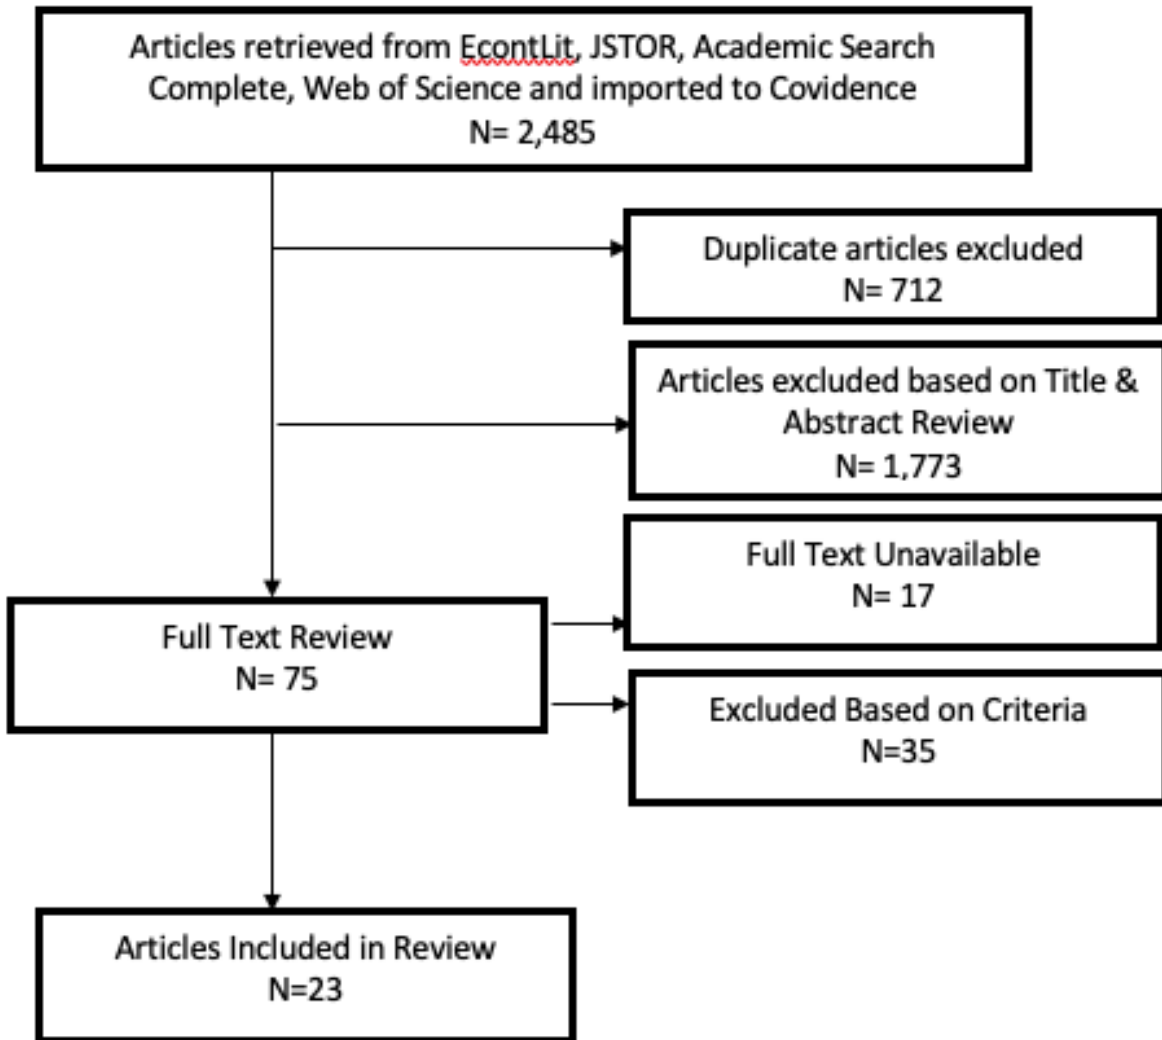 Articles retrieved from EcontLit, JSTOR, Academic Search
Complete, Web of Science and imported to Covidence
N= 2,485
Duplicate articles excluded
N= 712
Articles excluded based on Title &
Abstract Review
N= 1,773
Full Text Unavailable
N= 17
Full Text Review
N= 75
Excluded Based on Criteria
N=35
Articles Included in Review
N=23